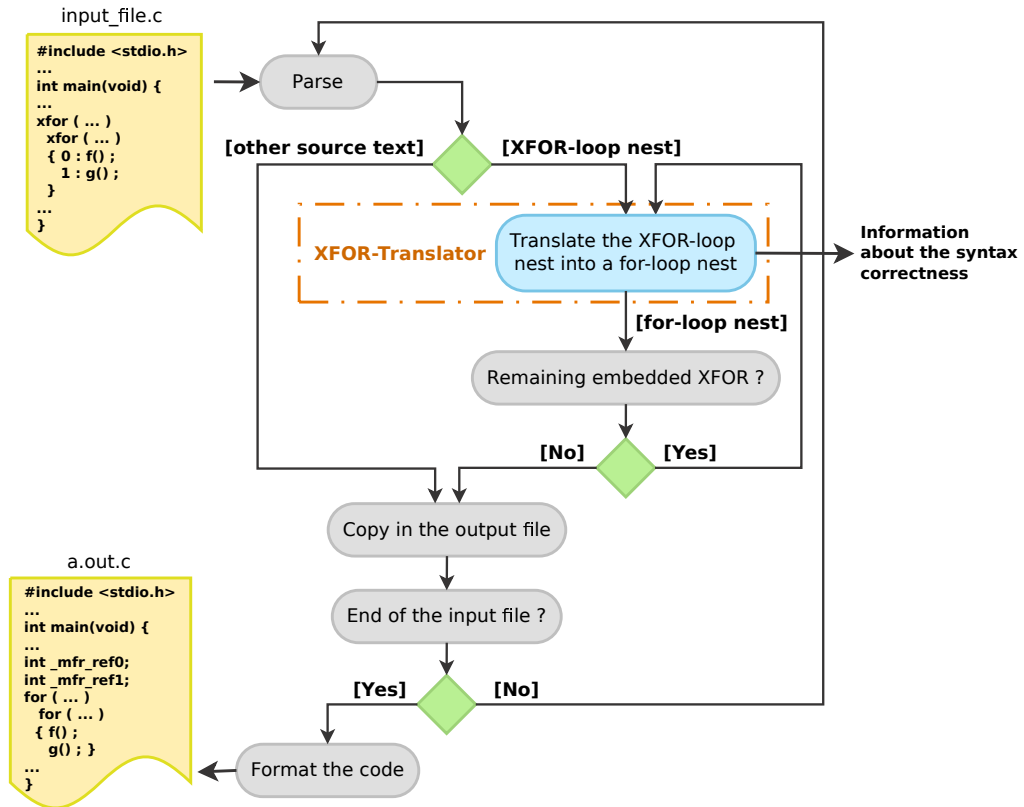 input_file.c
#include <stdio.h>
...
int main(void) {
...
xfor ( ... )
xfor ( ... )
{ 0 : f() ;
1 : g() ;
}
...
}
Parse
[other source text]
[XFOR-loop nest]
XFOR-Translator
Translate the XFOR-loop
nest into a for-loop nest
Information
about the syntax
correctness
[for-loop nest]
Remaining embedded XFOR ?
[No]
[Yes]
Copy in the output file
End of the input file ?
[Yes]
[No]
Format the code
a.out.c
#include <stdio.h>
...
int main(void) {
...
int _mfr_ref0;
int _mfr_ref1;
for ( ... )
for ( ... )
{ f() ;
g() ; }
...
}